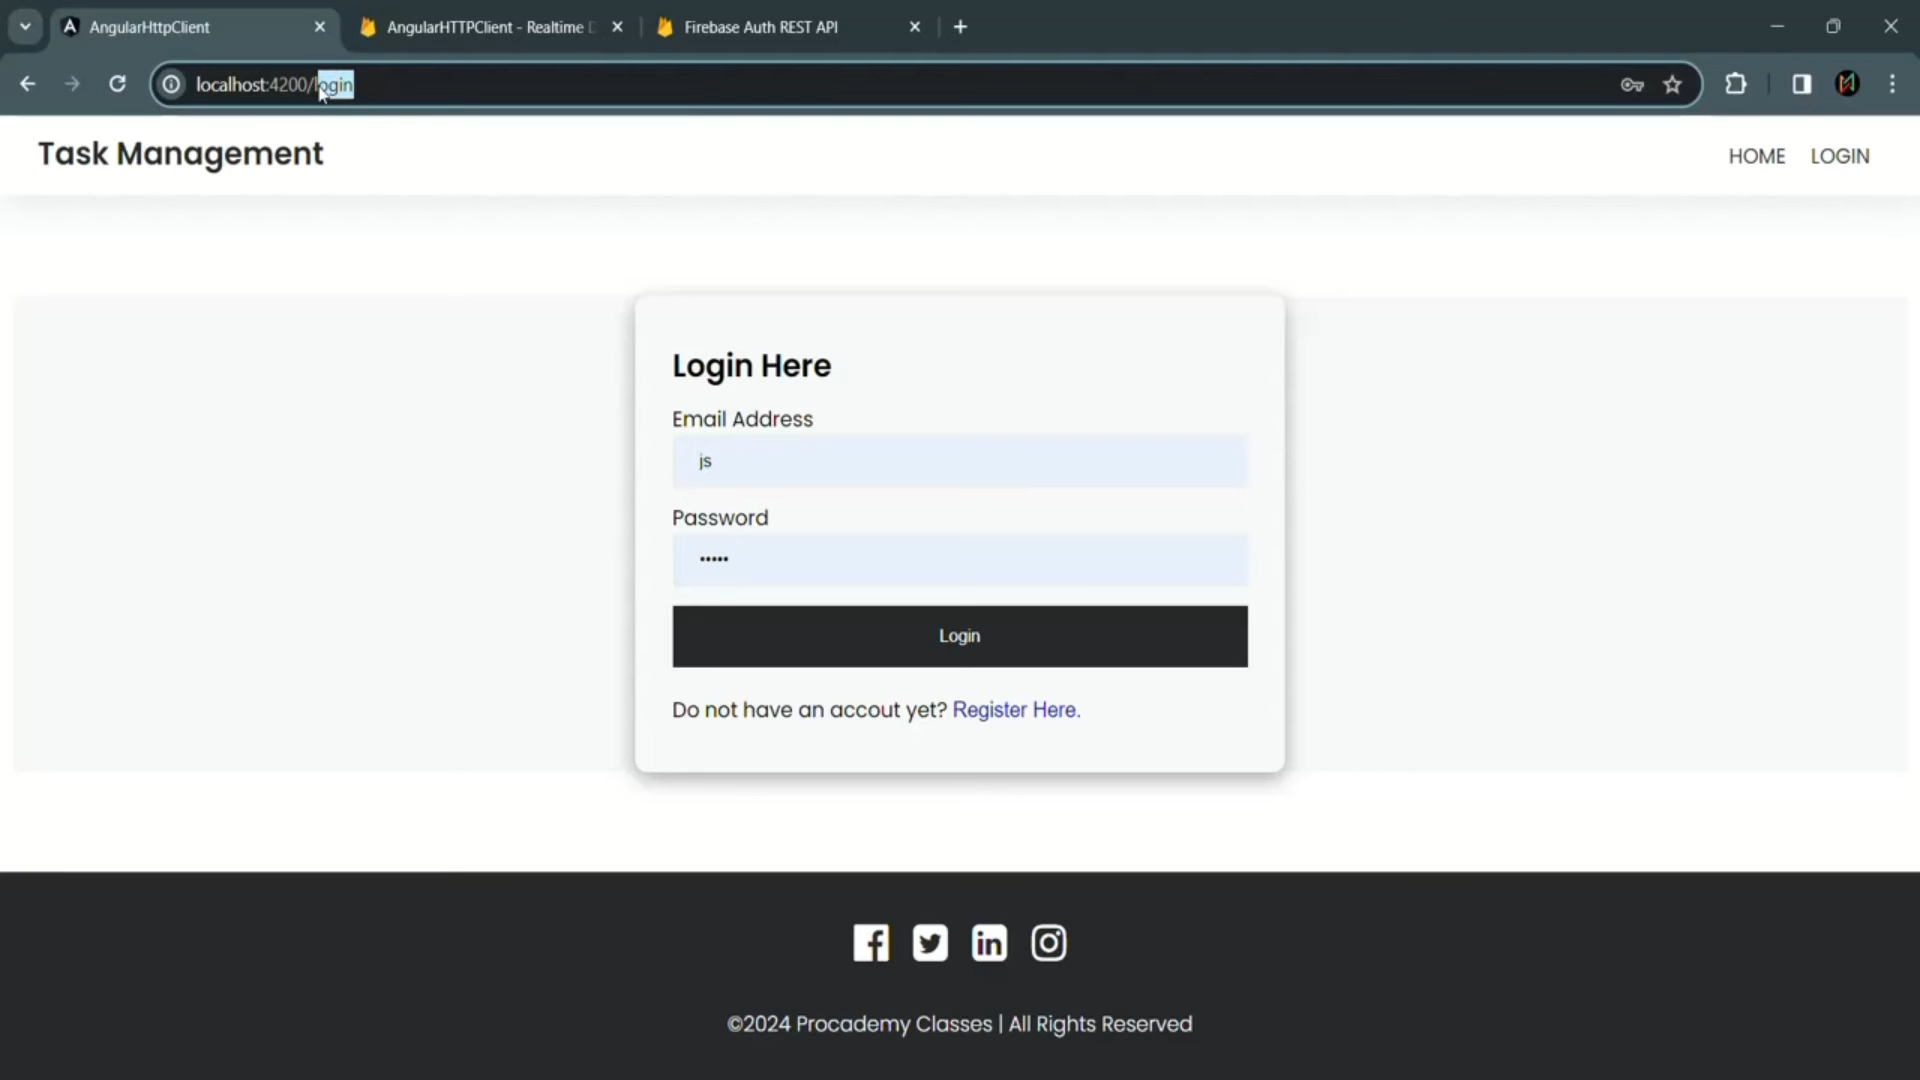 AngularHttpClient
AngularHTTPClient - Realtime D
Firebase Auth REST API
localhost:4200/login
Task Management
HOME
LOGIN
Login Here
Email Address
js
Password
•••••
Login
Do not have an accout yet? Register Here.
©2024 Procademy Classes | All Rights Reserved